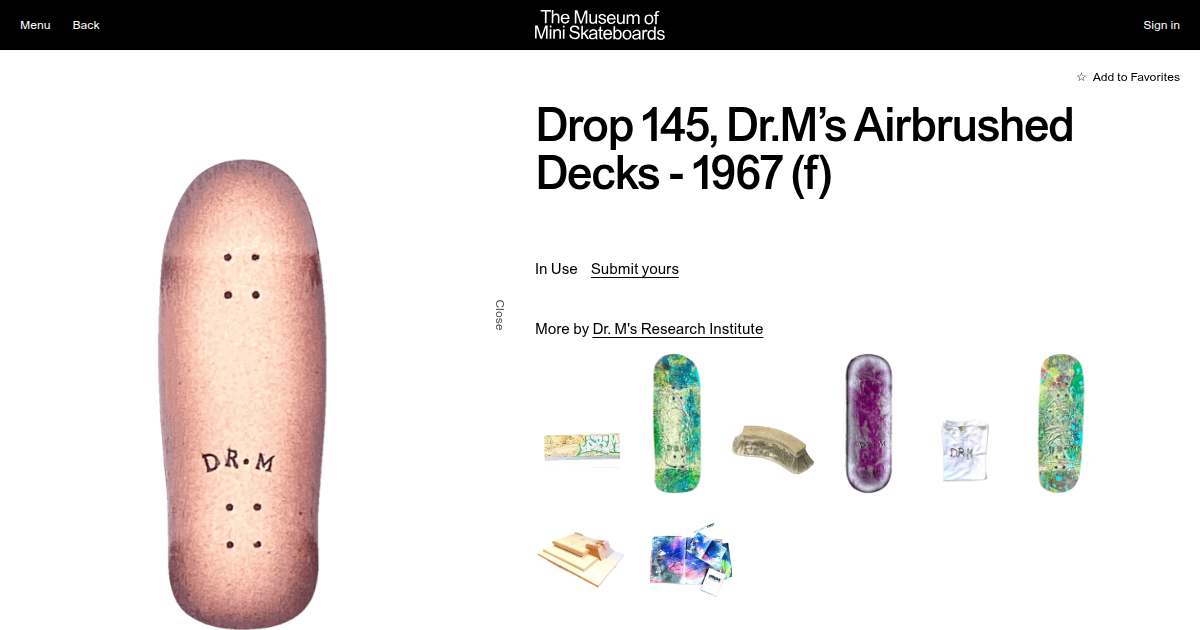 Menu
Back
The Museum of
Mini Skateboards
Sign in
☆ Add to Favorites
Drop 145, Dr.M’s Airbrushed
Decks - 1967 (f)
In Use
Submit yours
Close
More by Dr. M's Research Institute
DR•M
DR.M